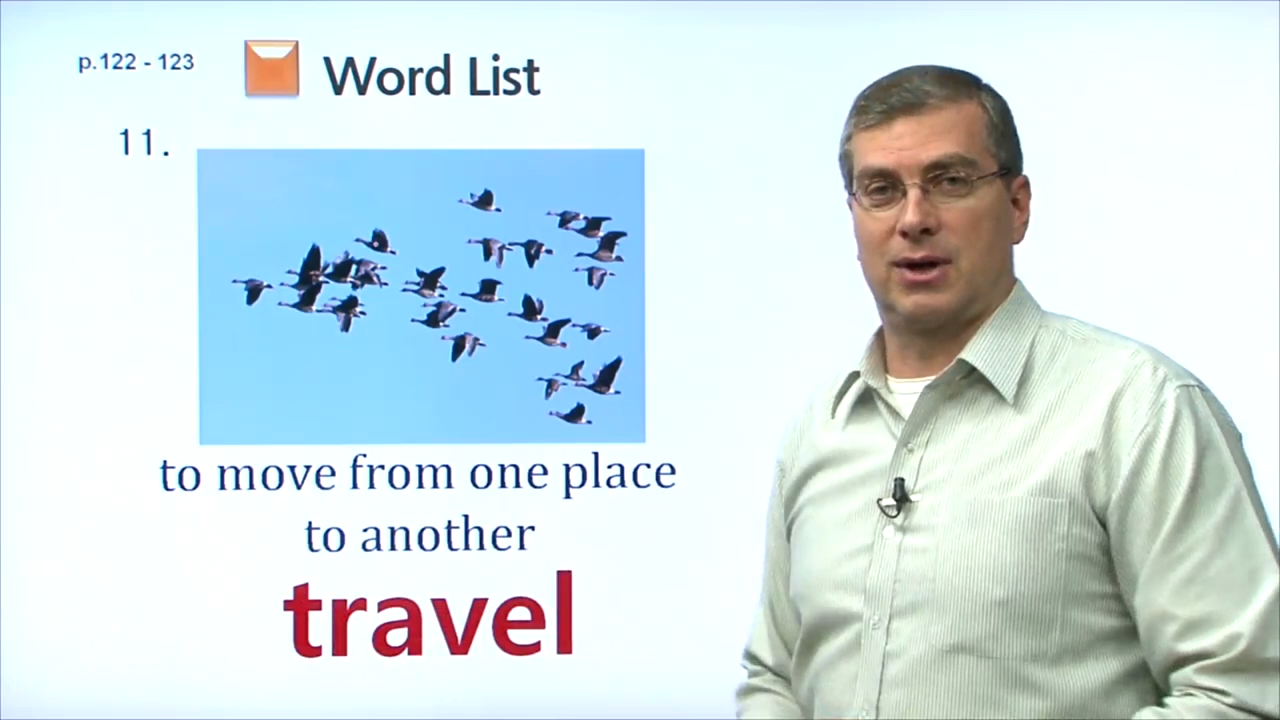 p.122 - 123
Word List
11.
to move from one place
to another
travel